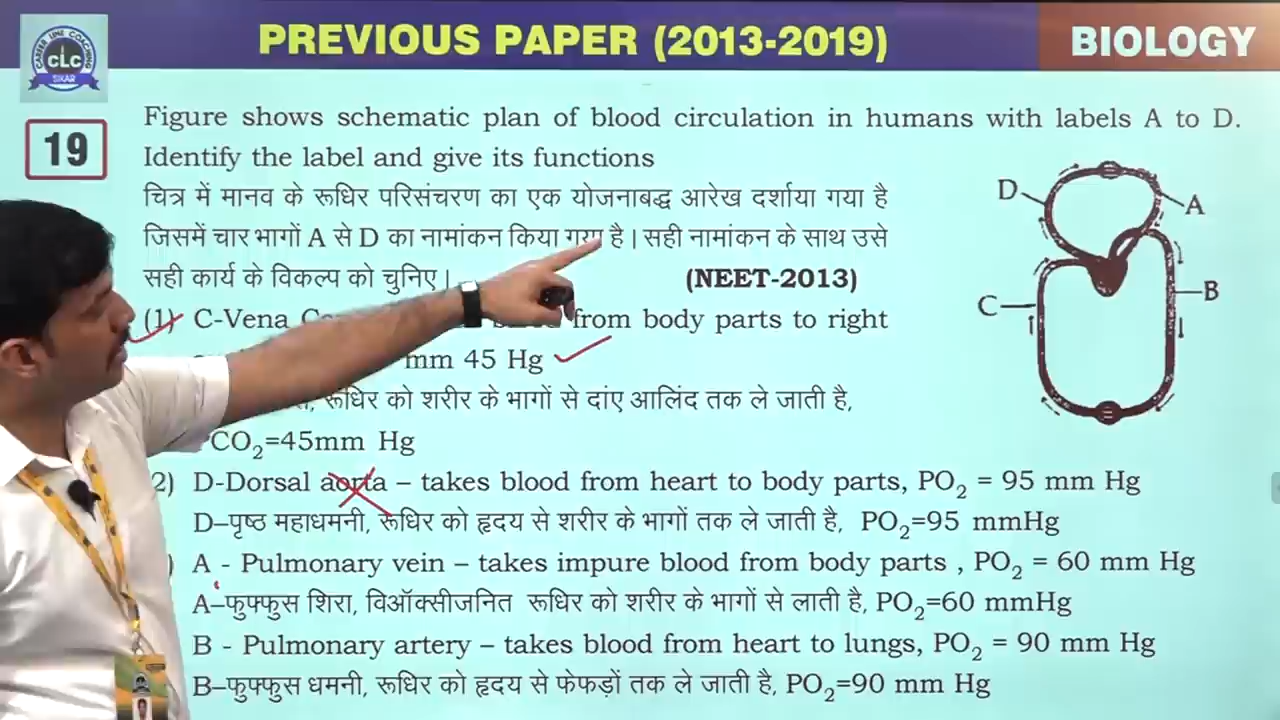 PREVIOUS PAPER (2013-2019)
BIOLOGY
CAREER LINE COACHING
CLC
SIKAR
19
Figure shows schematic plan of blood circulation in humans with labels A to D.
Identify the label and give its functions
चित्र में मानव के रूधिर परिसंचरण का एक योजनाबद्ध आरेख दर्शाया गया है
जिसमें चार भागों A से D का नामांकन किया गया है। सही नामांकन के साथ उसे
सही कार्य के विकल्प को चुनिए।
(NEET-2013)
D
A
B
C
(1) C-Vena from body parts to right
mm 45 Hg
रूधिर को शरीर के भागों से दांए आलिंद तक ले जाती है,
PCO₂=45mm Hg
2) D-Dorsal aorta – takes blood from heart to body parts, PO₂ = 95 mm Hg
D–पृष्ठ महाधमनी, रूधिर को हृदय से शरीर के भागों तक ले जाती है, PO₂=95 mmHg
) A - Pulmonary vein – takes impure blood from body parts , PO₂ = 60 mm Hg
A–फुफ्फुस शिरा, विऑक्सीजनित रूधिर को शरीर के भागों से लाती है, PO₂=60 mmHg
B - Pulmonary artery – takes blood from heart to lungs, PO₂ = 90 mm Hg
B–फुफ्फुस धमनी, रूधिर को हृदय से फेफड़ों तक ले जाती है, PO₂=90 mm Hg